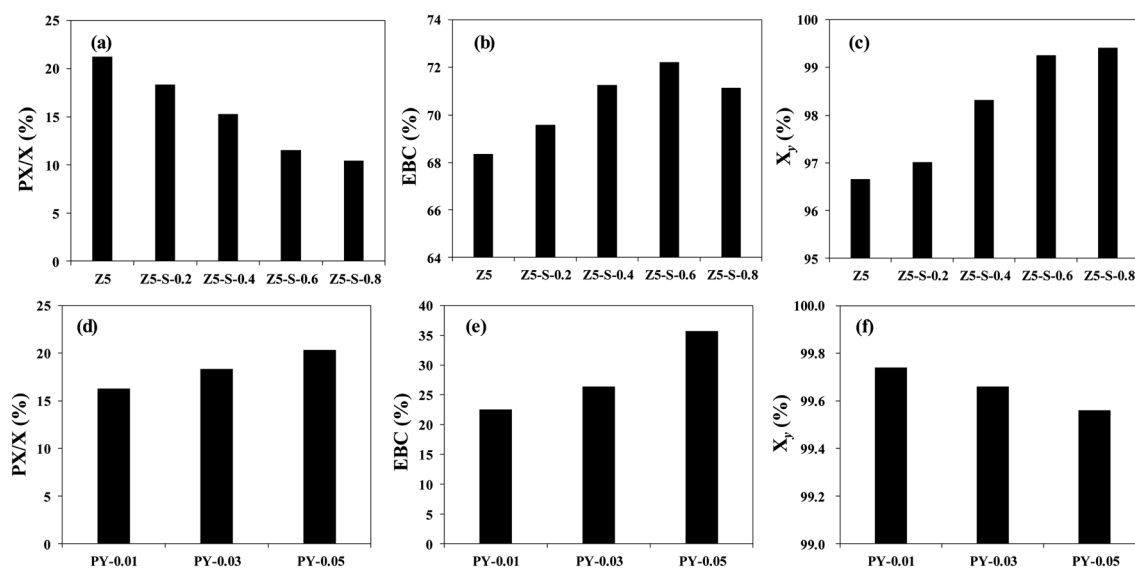 (a)
PX/X (%)
25
20
15
10
5
0
Z5 Z5-S-0.2 Z5-S-0.4 Z5-S-0.6 Z5-S-0.8
(b)
EBC (%)
74
72
70
68
66
64
Z5 Z5-S-0.2 Z5-S-0.4 Z5-S-0.6 Z5-S-0.8
(c)
Xy (%)
100
99
98
97
96
95
Z5 Z5-S-0.2 Z5-S-0.4 Z5-S-0.6 Z5-S-0.8
(d)
PX/X (%)
25
20
15
10
5
0
PY-0.01 PY-0.03 PY-0.05
(e)
EBC (%)
40
35
30
25
20
15
10
5
0
PY-0.01 PY-0.03 PY-0.05
(f)
Xy (%)
100.0
99.8
99.6
99.4
99.2
99.0
PY-0.01 PY-0.03 PY-0.05